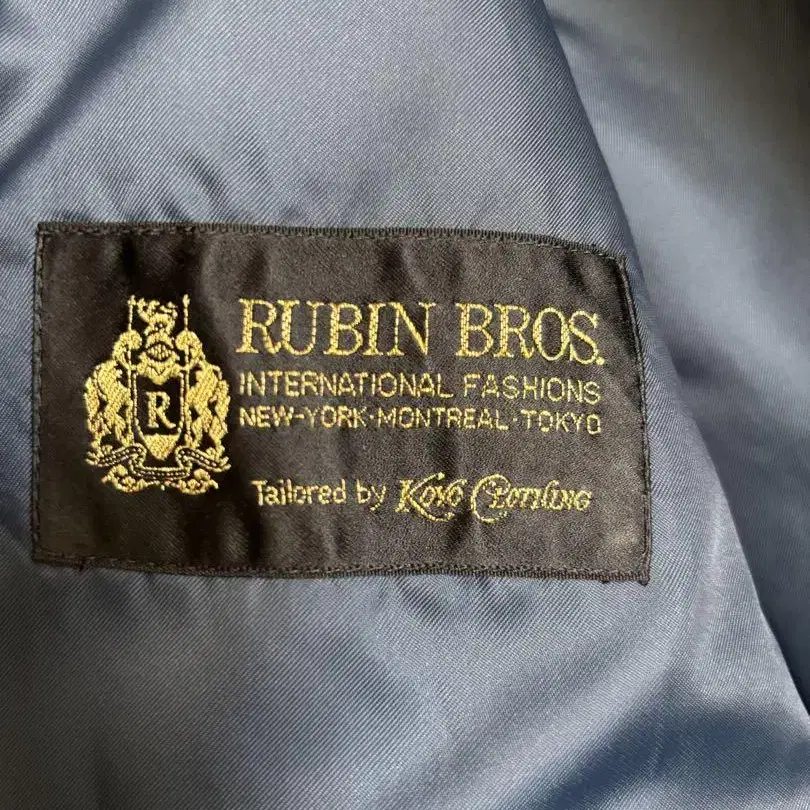 R
RUBIN BROS.
INTERNATIONAL FASHIONS
NEW-YORK·MONTREAL·TOKYO
Tailored by Koyo Clothing